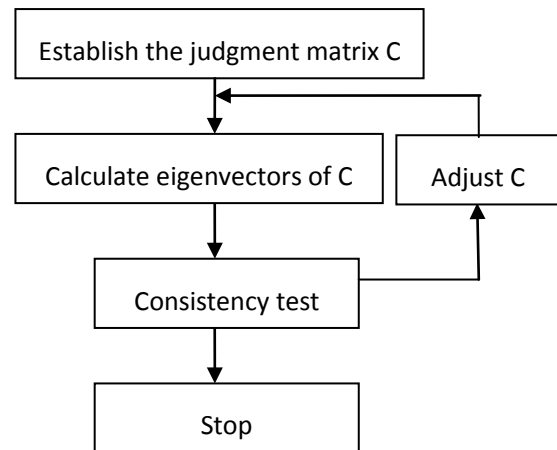 Establish the judgment matrix C
Calculate eigenvectors of C
Adjust C
Consistency test
Stop